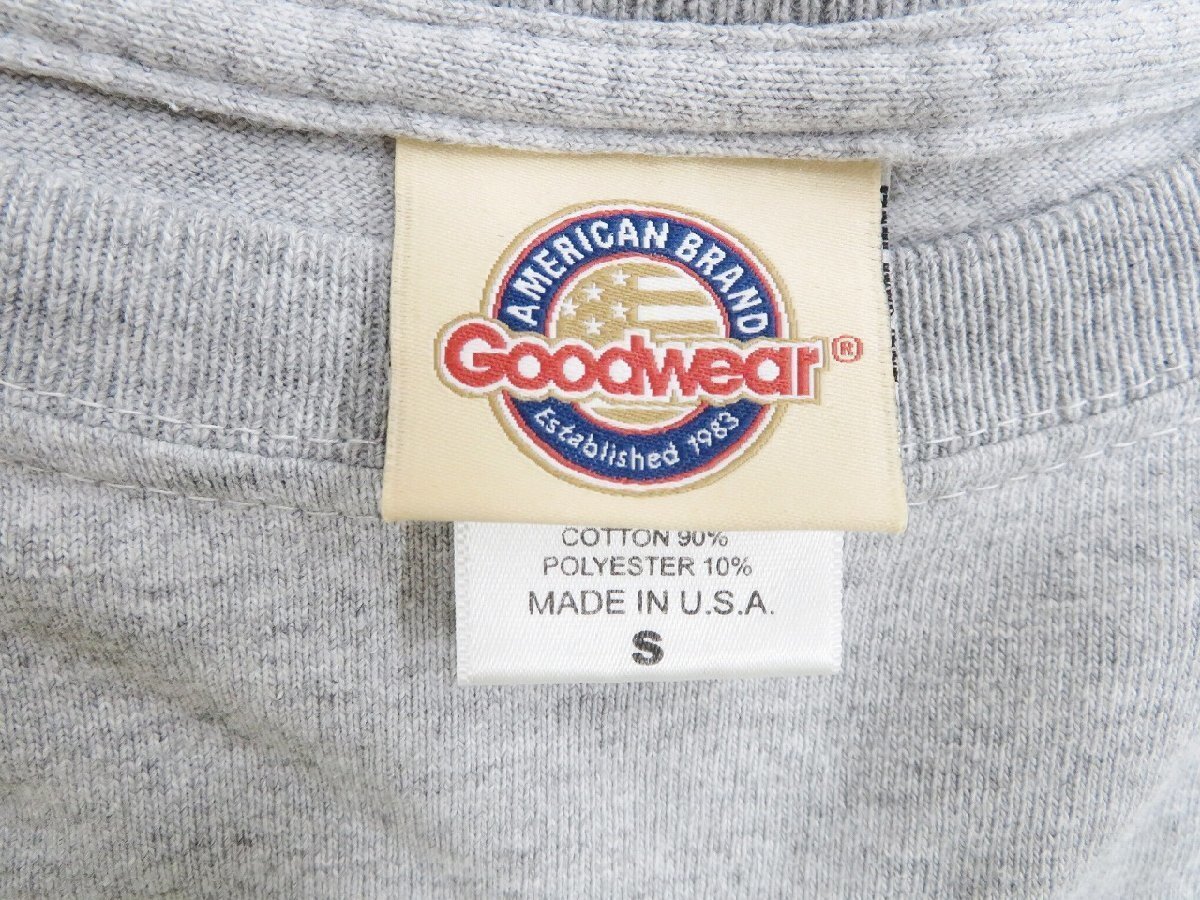 AMERICAN BRAND
Goodwear®
Established 1983
COTTON 90%
POLYESTER 10%
MADE IN U.S.A.
S